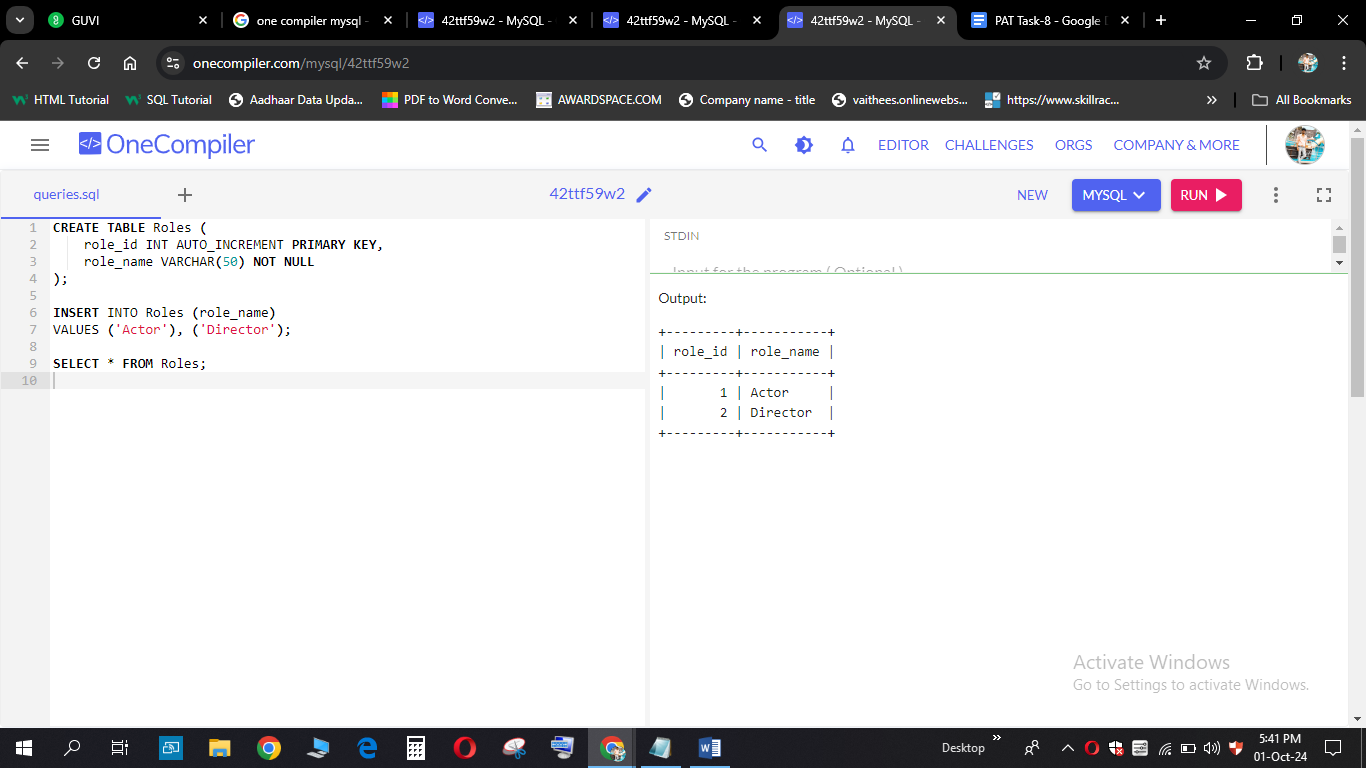 GUVI
one compiler mysql -
42ttf59w2 - MySQL -
42ttf59w2 - MySQL -
42ttf59w2 - MySQL -
PAT Task-8 - Google
onecompiler.com/mysql/42ttf59w2
HTML Tutorial
SQL Tutorial
Aadhaar Data Upda...
PDF to Word Conve...
AWARDSPACE.COM
Company name - title
vaithees.onlinewebs...
https://www.skillrac...
»
All Bookmarks
</> OneCompiler
EDITOR CHALLENGES ORGS COMPANY & MORE
queries.sql
42ttf59w2
NEW
MYSQL
RUN
1 CREATE TABLE Roles (
2 role_id INT AUTO_INCREMENT PRIMARY KEY,
3 role_name VARCHAR(50) NOT NULL
4 );
5
6 INSERT INTO Roles (role_name)
7 VALUES ('Actor'), ('Director');
8
9 SELECT * FROM Roles;
10
STDIN
Input for the program ( Optional )
Output:
+---------+-----------+
| role_id | role_name |
+---------+-----------+
|       1 | Actor     |
|       2 | Director  |
+---------+-----------+
Activate Windows
Go to Settings to activate Windows.
Desktop
5:41 PM
01-Oct-24